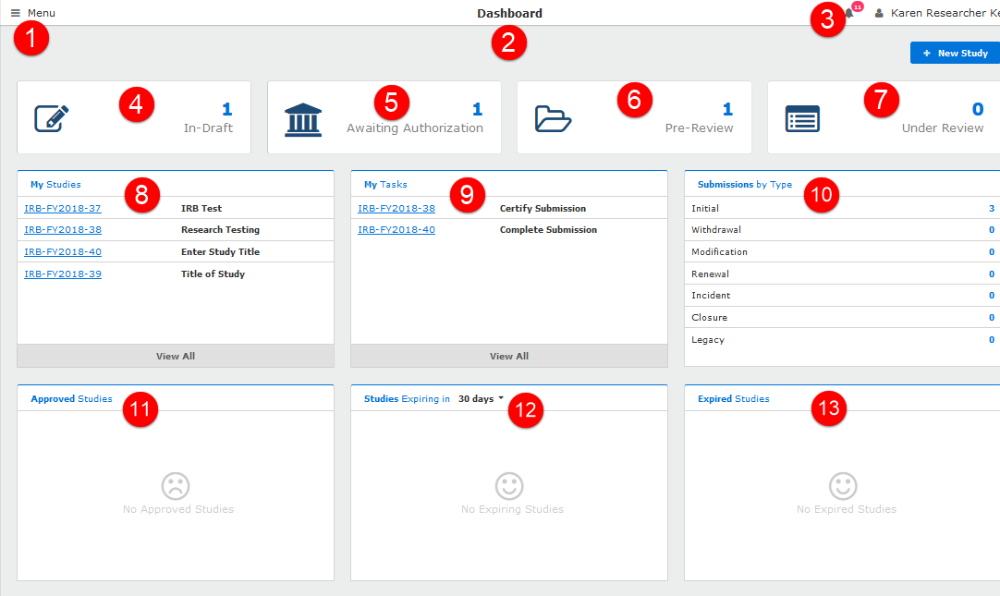 Menu
Dashboard
3
11
Karen Researcher Ke
1
2
New Study
4
1
In-Draft
5
1
Awaiting Authorization
6
1
Pre-Review
7
0
Under Review
My Studies
8
IRB-FY2018-37 IRB Test
IRB-FY2018-38 Research Testing
IRB-FY2018-40 Enter Study Title
IRB-FY2018-39 Title of Study
View All
My Tasks
9
IRB-FY2018-38 Certify Submission
IRB-FY2018-40 Complete Submission
View All
Submissions by Type
10
Initial 3
Withdrawal 0
Modification 0
Renewal 0
Incident 0
Closure 0
Legacy 0
Approved Studies
11
No Approved Studies
Studies Expiring in 30 days
12
No Expiring Studies
Expired Studies
13
No Expired Studies